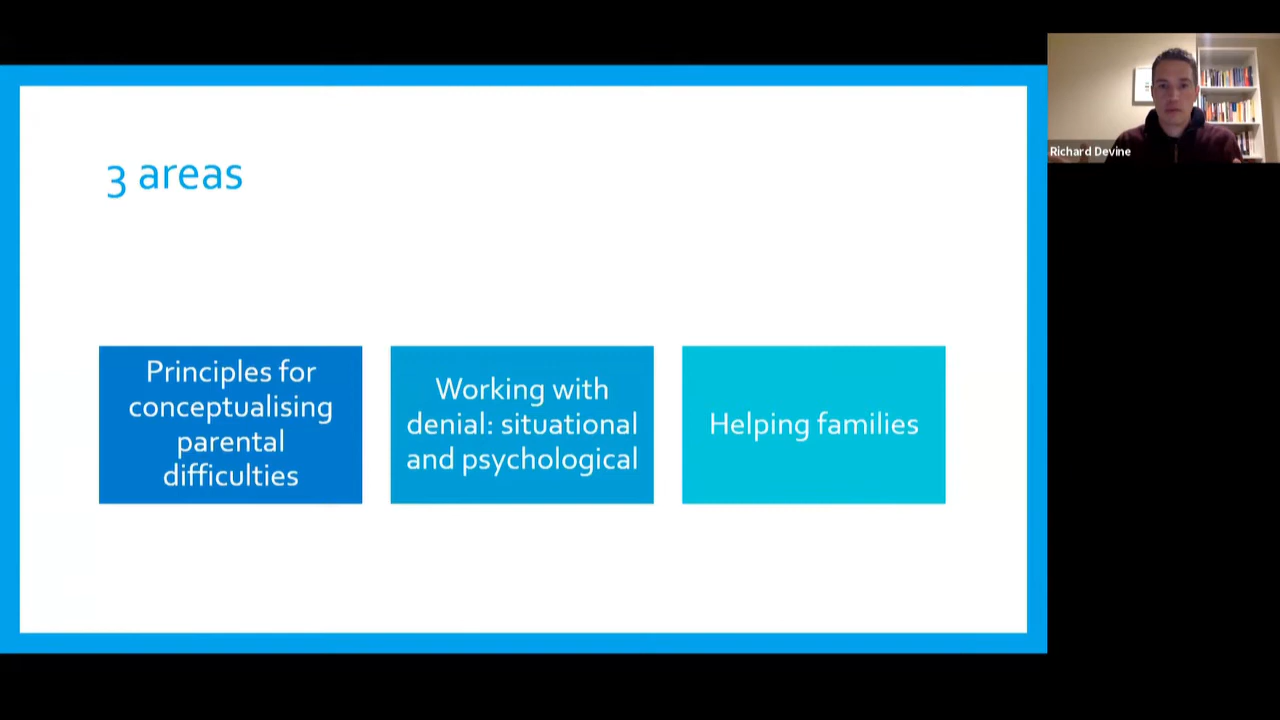 3 areas
Principles for
conceptualising
parental
difficulties
Working with
denial: situational
and psychological
Helping families
Richard Devine